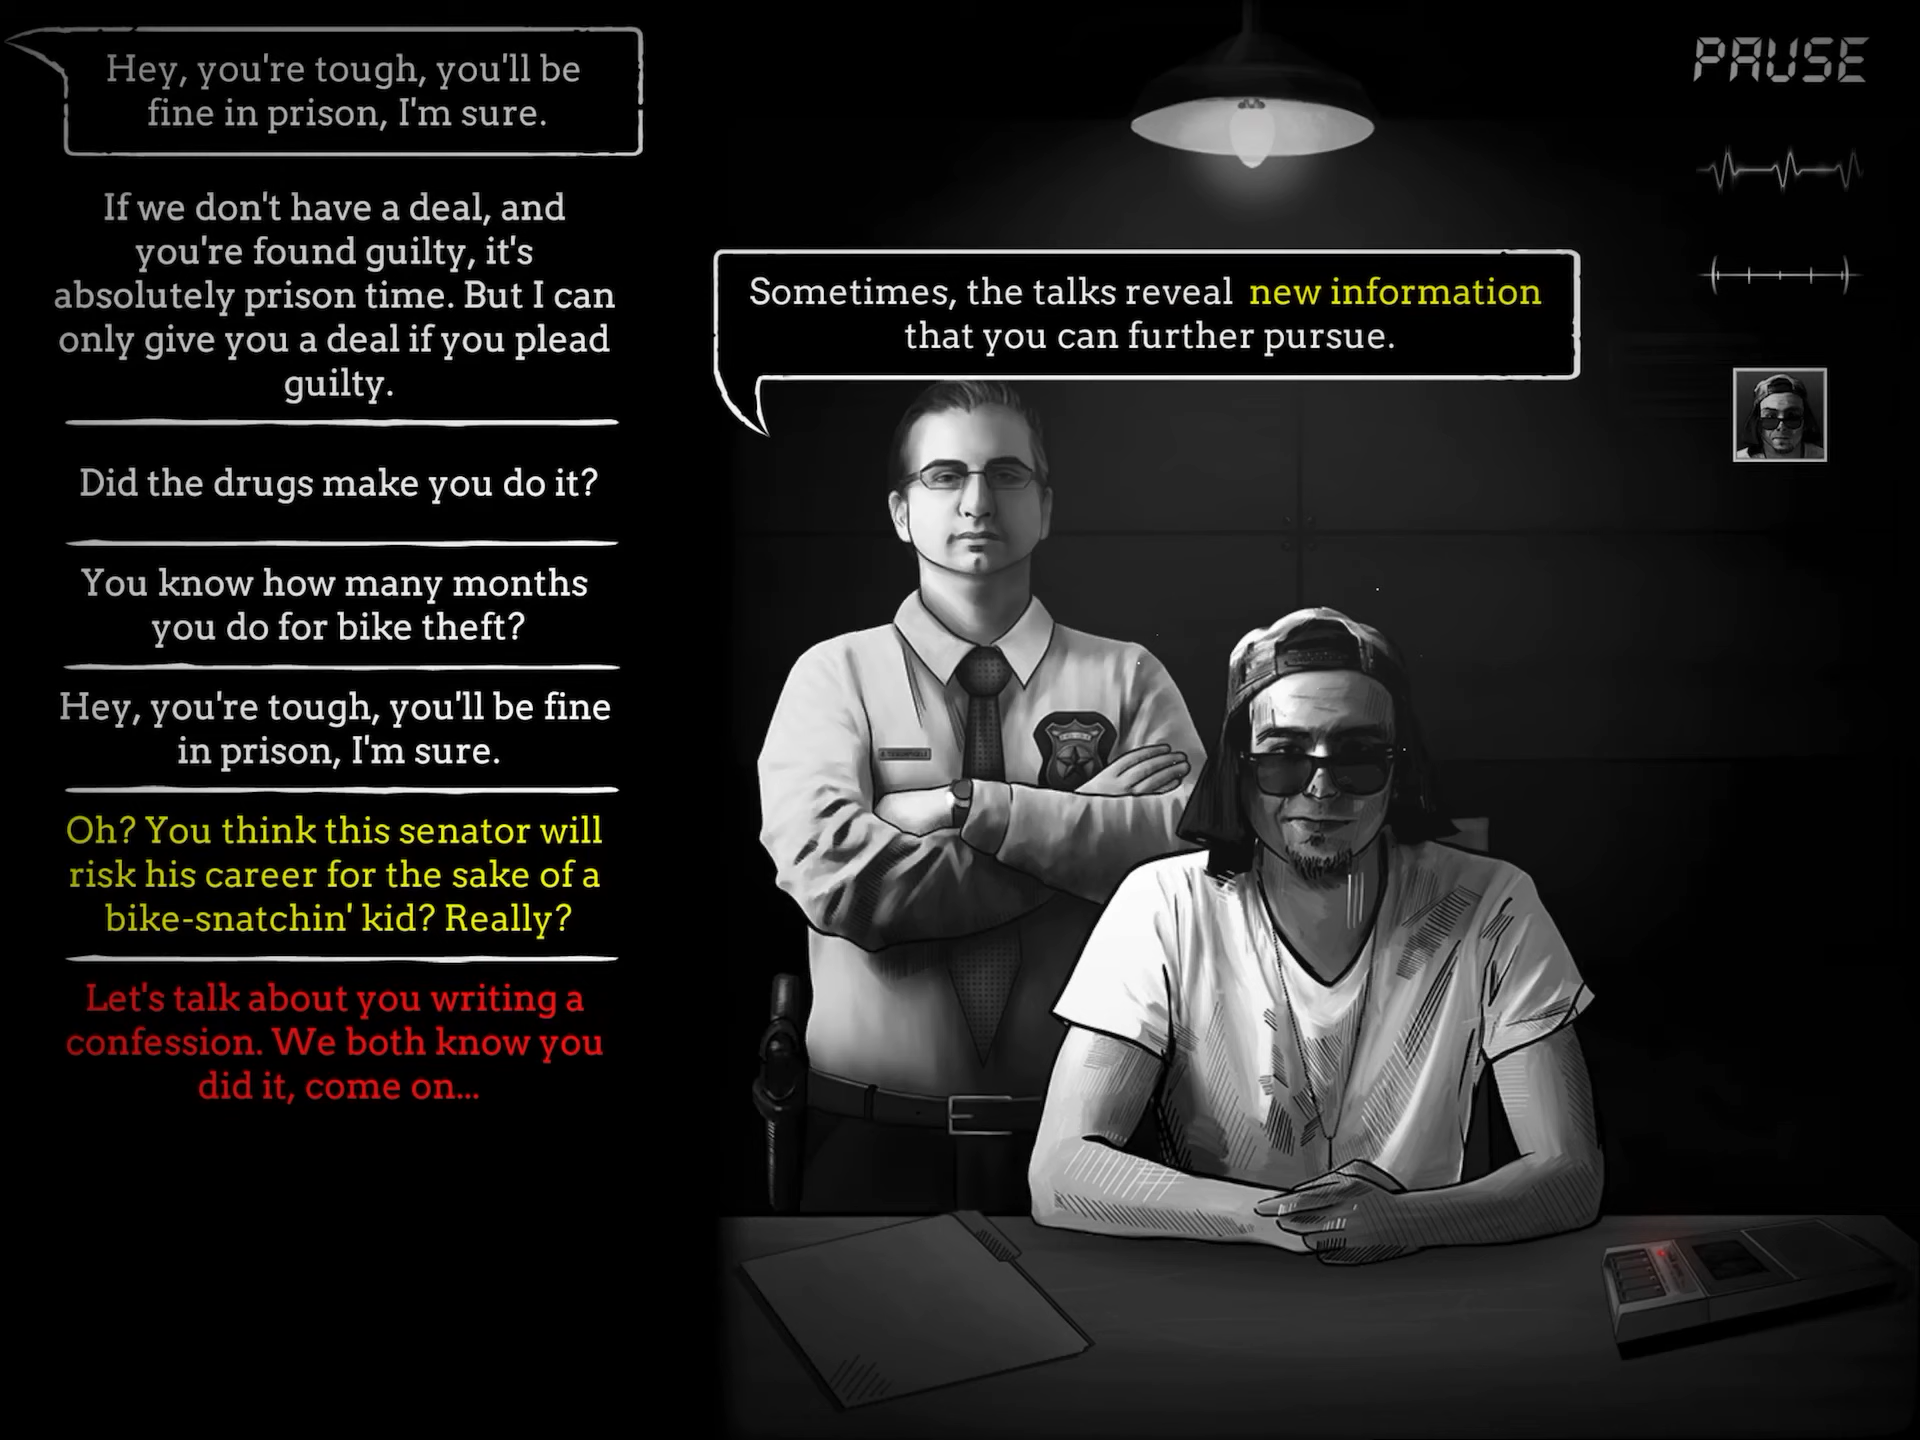 Hey, you're tough, you'll be
fine in prison, I'm sure.
If we don't have a deal, and
you're found guilty, it's
absolutely prison time. But I can
only give you a deal if you plead
guilty.
Did the drugs make you do it?
You know how many months
you do for bike theft?
Hey, you're tough, you'll be fine
in prison, I'm sure.
Oh? You think this senator will
risk his career for the sake of a
bike-snatchin' kid? Really?
Let's talk about you writing a
confession. We both know you
did it, come on...
Sometimes, the talks reveal new information
that you can further pursue.
PAUSE